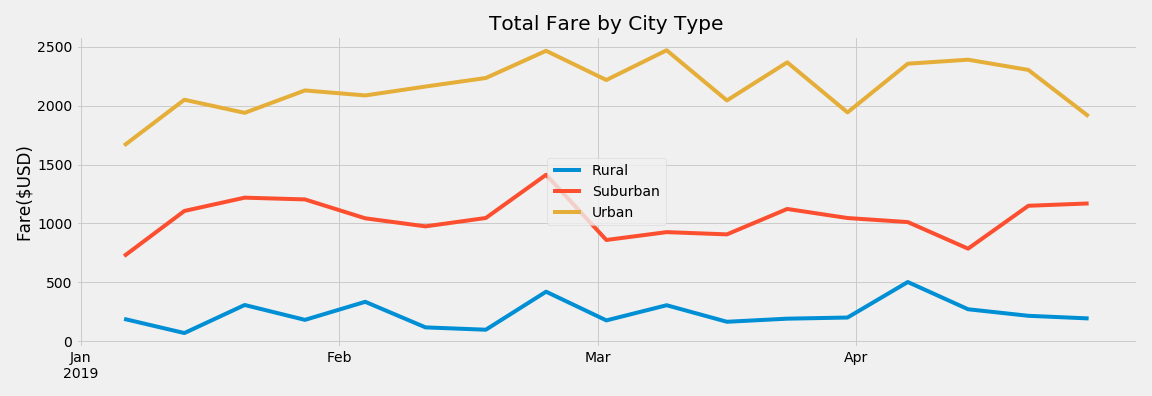 Total Fare by City Type
Fare($USD)
2500
2000
1500
1000
500
0
Rural
Suburban
Urban
Jan
2019
Feb
Mar
Apr